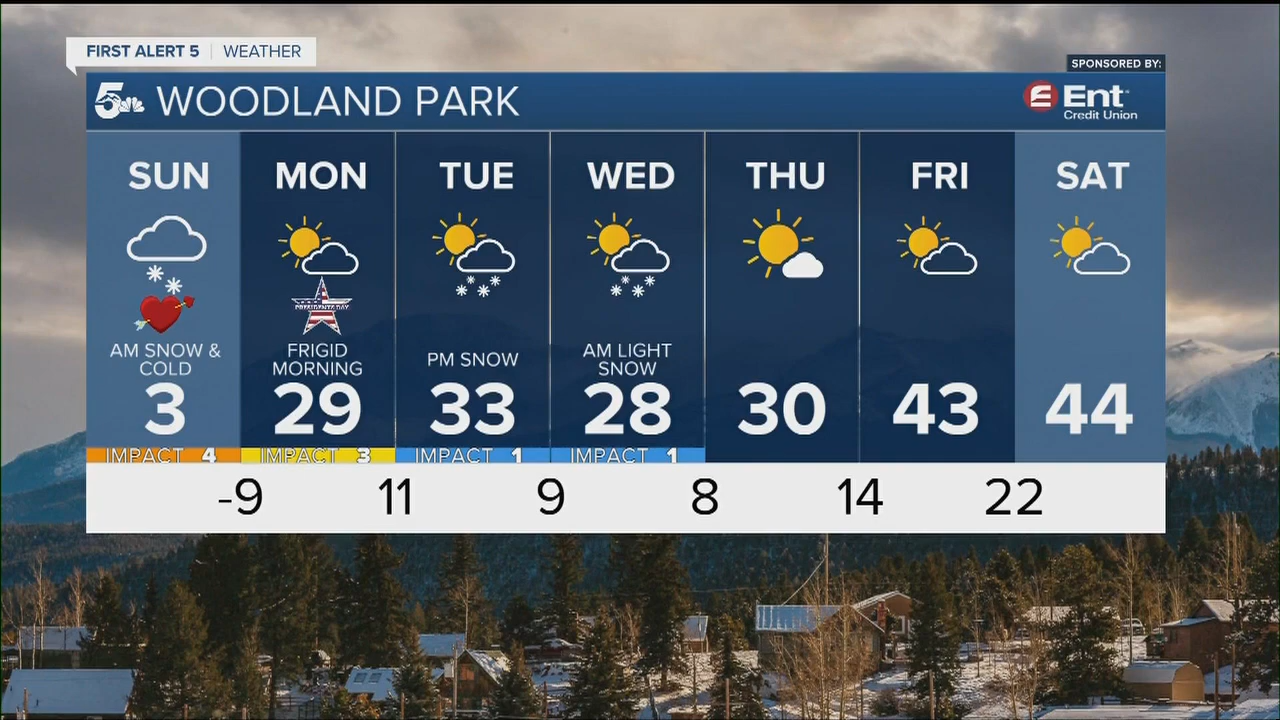 FIRST ALERT 5 | WEATHER
SPONSORED BY:
5 WOODLAND PARK
Ent
Credit Union
SUN MON TUE WED THU FRI SAT
PRESIDENTS DAY
AM SNOW & COLD
FRIGID MORNING
PM SNOW
AM LIGHT SNOW
3 29 33 28 30 43 44
IMPACT 4 IMPACT 3 IMPACT 1 IMPACT 1
-9 11 9 8 14 22